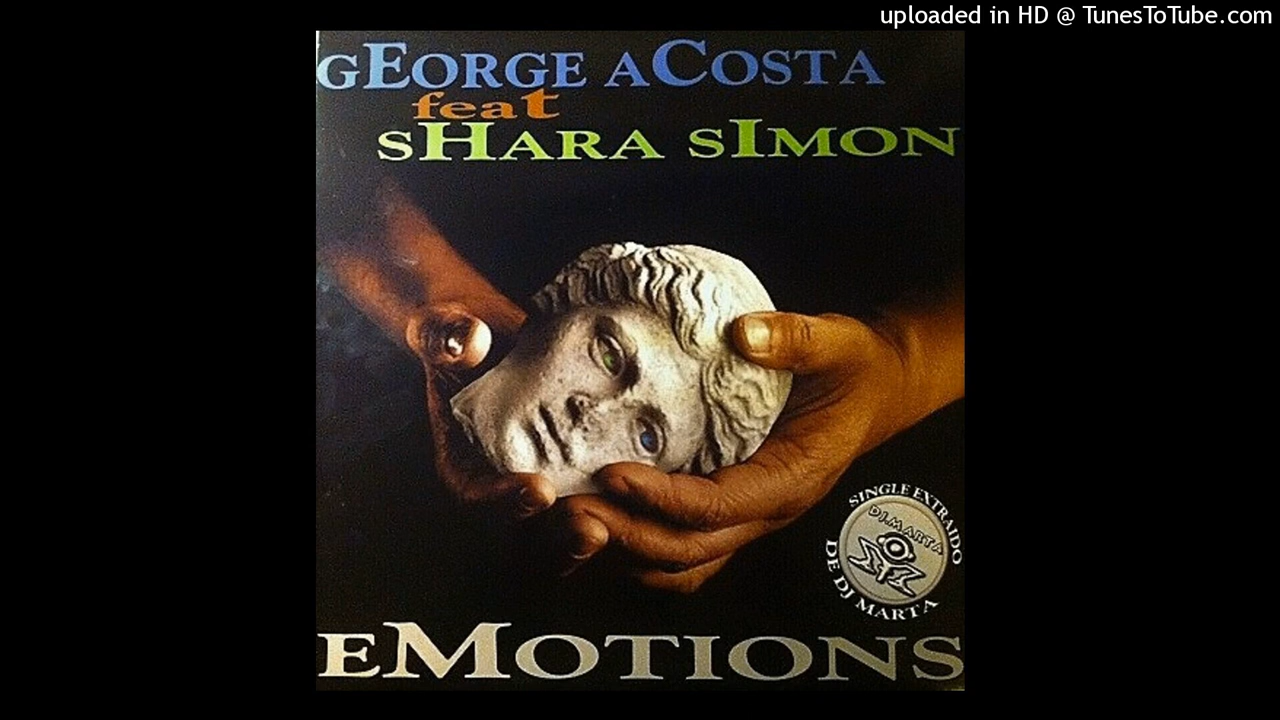 uploaded in HD @ TunesToTube.com
gEORGE aCOSTA
feat
sHARA sIMON
SINGLE EXTRAIDO
DJ.MARTA
DE DJ MARTA
eMOTIONS